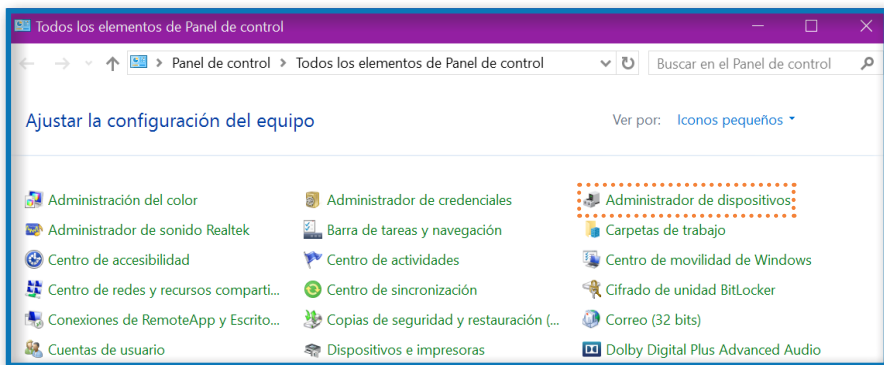 Todos los elementos de Panel de control
Panel de control > Todos los elementos de Panel de control
Buscar en el Panel de control
Ajustar la configuración del equipo
Ver por: Iconos pequeños
Administración del color
Administrador de credenciales
Administrador de dispositivos
Administrador de sonido Realtek
Barra de tareas y navegación
Carpetas de trabajo
Centro de accesibilidad
Centro de actividades
Centro de movilidad de Windows
Centro de redes y recursos comparti...
Centro de sincronización
Cifrado de unidad BitLocker
Conexiones de RemoteApp y Escrito...
Copias de seguridad y restauración (...
Correo (32 bits)
Cuentas de usuario
Dispositivos e impresoras
Dolby Digital Plus Advanced Audio